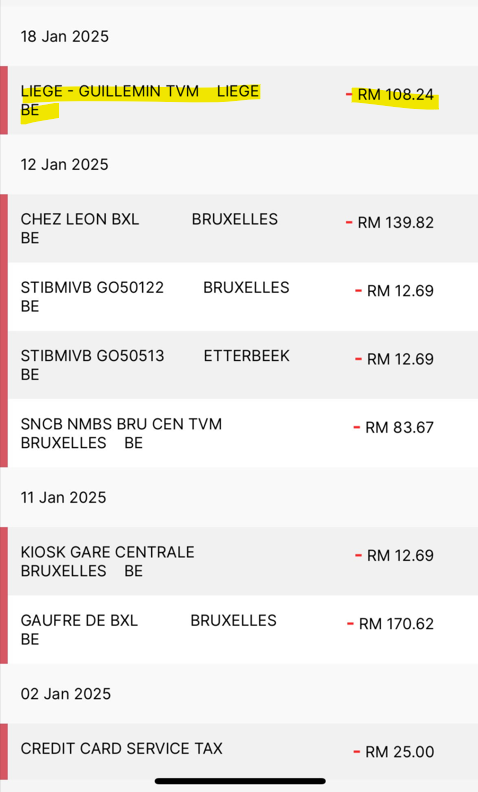 18 Jan 2025
LIEGE - GUILLEMIN TVM LIEGE
BE
- RM 108.24
12 Jan 2025
CHEZ LEON BXL BRUXELLES
BE
- RM 139.82
STIBMIVB GO50122 BRUXELLES
BE
- RM 12.69
STIBMIVB GO50513 ETTERBEEK
BE
- RM 12.69
SNCB NMBS BRU CEN TVM
BRUXELLES BE
- RM 83.67
11 Jan 2025
KIOSK GARE CENTRALE
BRUXELLES BE
- RM 12.69
GAUFRE DE BXL BRUXELLES
BE
- RM 170.62
02 Jan 2025
CREDIT CARD SERVICE TAX
- RM 25.00